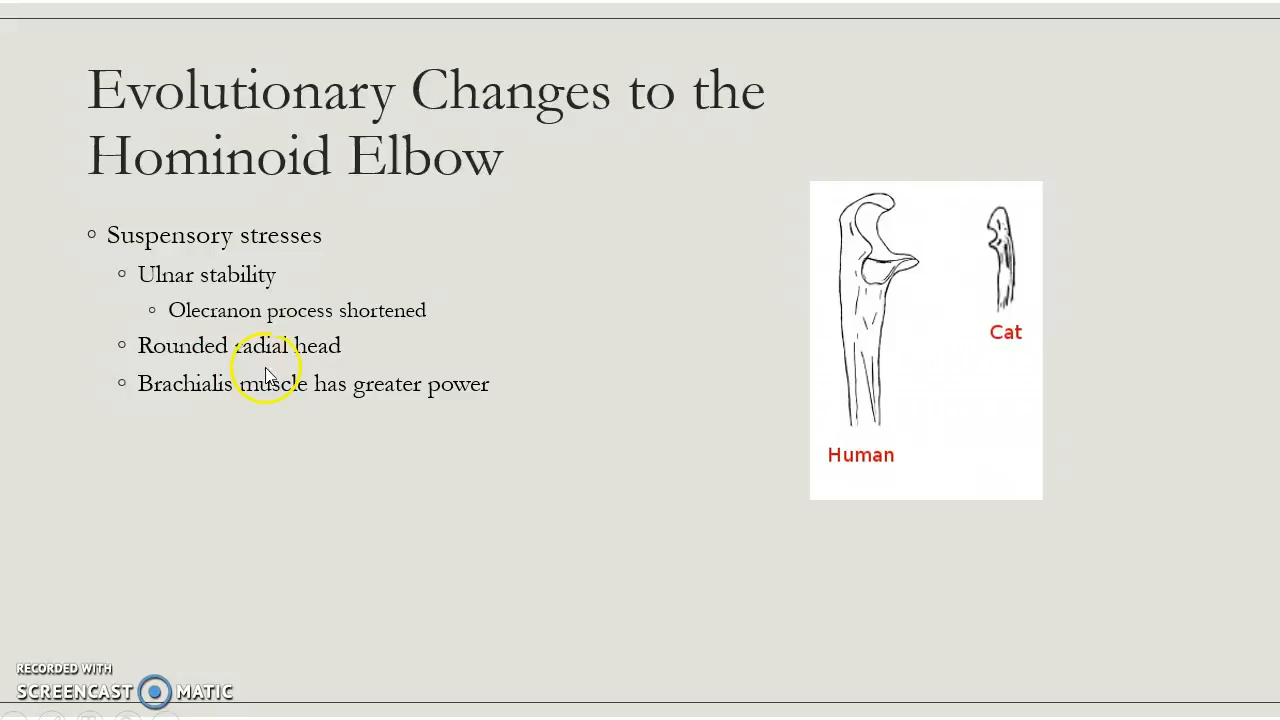 Evolutionary Changes to the
Hominoid Elbow
Suspensory stresses
Ulnar stability
Olecranon process shortened
Rounded radial head
Brachialis muscle has greater power
Cat
Human
RECORDED WITH
SCREENCAST MATIC